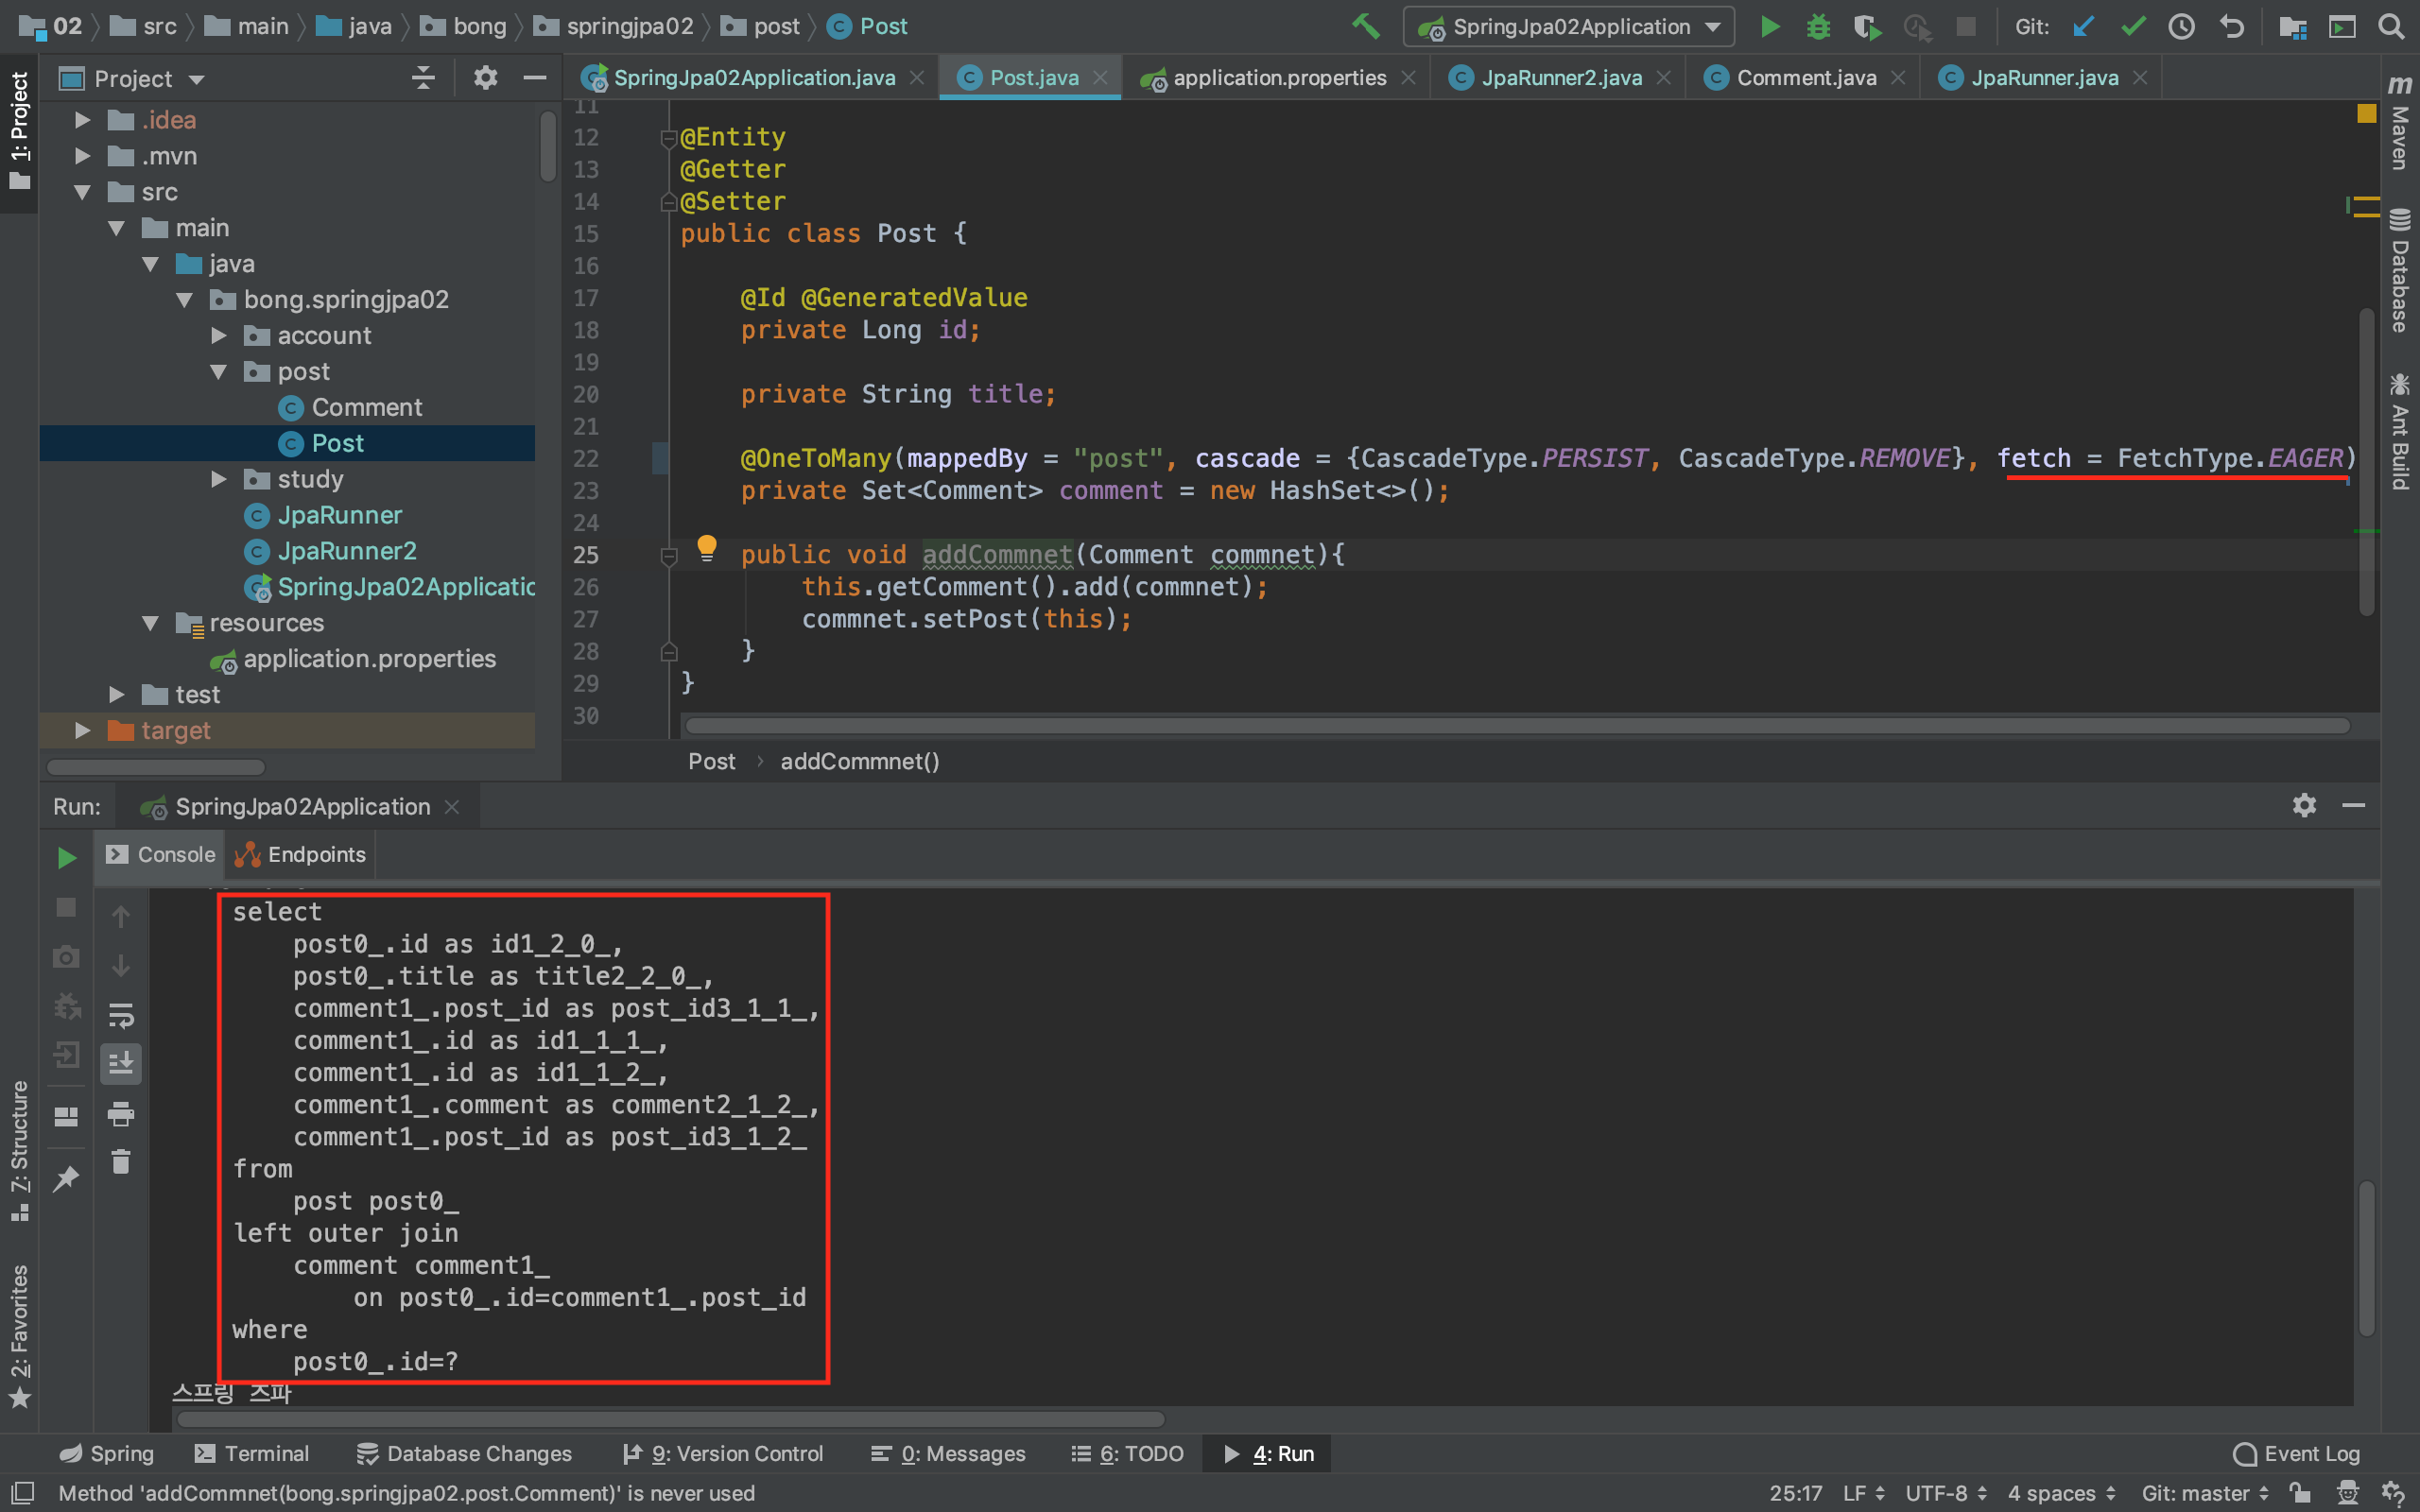 02 src main java bong springjpa02 post Post
SpringJpa02Application Git:
1: Project
Project
SpringJpa02Application.java Post.java application.properties JpaRunner2.java Comment.java JpaRunner.java
m Maven
Database
Ant Build
.idea
.mvn
src
main
java
bong.springjpa02
account
post
Comment
Post
study
JpaRunner
JpaRunner2
SpringJpa02Applicatio
resources
application.properties
test
target
11
12 @Entity
13 @Getter
14 @Setter
15 public class Post {
16
17 @Id @GeneratedValue
18 private Long id;
19
20 private String title;
21
22 @OneToMany(mappedBy = "post", cascade = {CascadeType.PERSIST, CascadeType.REMOVE}, fetch = FetchType.EAGER)
23 private Set<Comment> comment = new HashSet<>();
24
25 public void addCommnet(Comment commnet){
26 this.getComment().add(commnet);
27 commnet.setPost(this);
28 }
29 }
30
Post › addCommnet()
Run: SpringJpa02Application
Console Endpoints
select
post0_.id as id1_2_0_,
post0_.title as title2_2_0_,
comment1_.post_id as post_id3_1_1_,
comment1_.id as id1_1_1_,
comment1_.id as id1_1_2_,
comment1_.comment as comment2_1_2_,
comment1_.post_id as post_id3_1_2_
from
post post0_
left outer join
comment comment1_
on post0_.id=comment1_.post_id
where
post0_.id=?
스프링 즈파
7: Structure
2: Favorites
Spring Terminal Database Changes 9: Version Control 0: Messages 6: TODO 4: Run Event Log
Method 'addCommnet(bong.springjpa02.post.Comment)' is never used 25:17 LF UTF-8 4 spaces Git: master